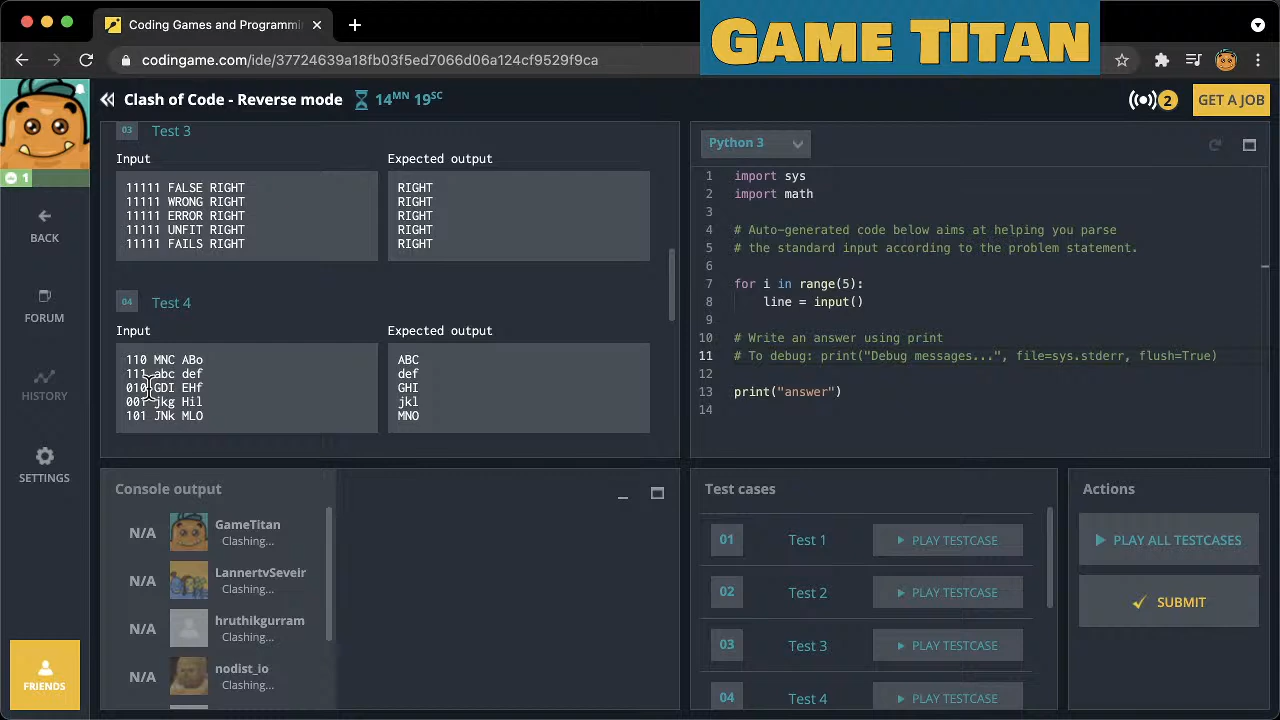 Coding Games and Programmi
GAME TITAN
codingame.com/ide/37724639a18fb03f5ed7066d06a124cf9529f9ca
Clash of Code - Reverse mode
14MN 19SC
2
GET A JOB
1
BACK
FORUM
HISTORY
SETTINGS
FRIENDS
03 Test 3
Input
11111 FALSE RIGHT
11111 WRONG RIGHT
11111 ERROR RIGHT
11111 UNFIT RIGHT
11111 FAILS RIGHT
Expected output
RIGHT
RIGHT
RIGHT
RIGHT
RIGHT
04 Test 4
Input
110 MNC ABo
111 abc def
010 GDI EHf
001 jkg Hil
101 JNk MLO
Expected output
ABC
def
GHI
jkl
MNO
Python 3
1 import sys
2 import math
3
4 # Auto-generated code below aims at helping you parse
5 # the standard input according to the problem statement.
6
7 for i in range(5):
8 line = input()
9
10 # Write an answer using print
11 # To debug: print("Debug messages...", file=sys.stderr, flush=True)
12
13 print("answer")
14
Console output
N/A GameTitan
Clashing...
N/A LannertvSeveir
Clashing...
N/A hruthikgurram
Clashing...
N/A nodist_io
Clashing...
Test cases
01 Test 1 PLAY TESTCASE
02 Test 2 PLAY TESTCASE
03 Test 3 PLAY TESTCASE
04 Test 4 PLAY TESTCASE
Actions
PLAY ALL TESTCASES
SUBMIT